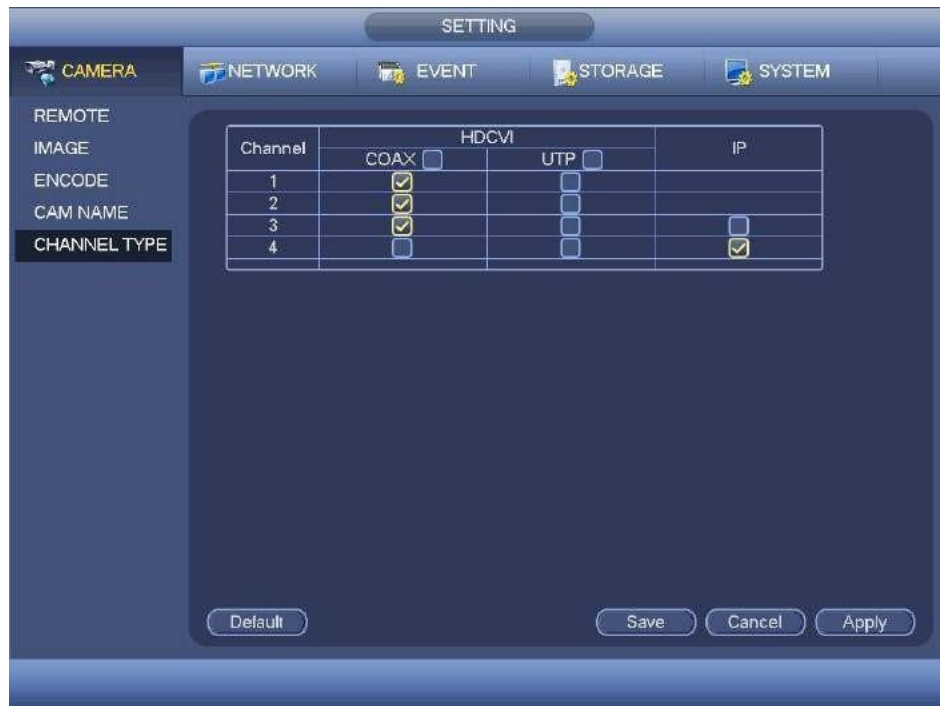 SETTING
CAMERA NETWORK EVENT STORAGE SYSTEM
REMOTE
IMAGE
ENCODE
CAM NAME
CHANNEL TYPE
Channel HDCVI IP
COAX UTP
1
2
3
4
Default Save Cancel Apply